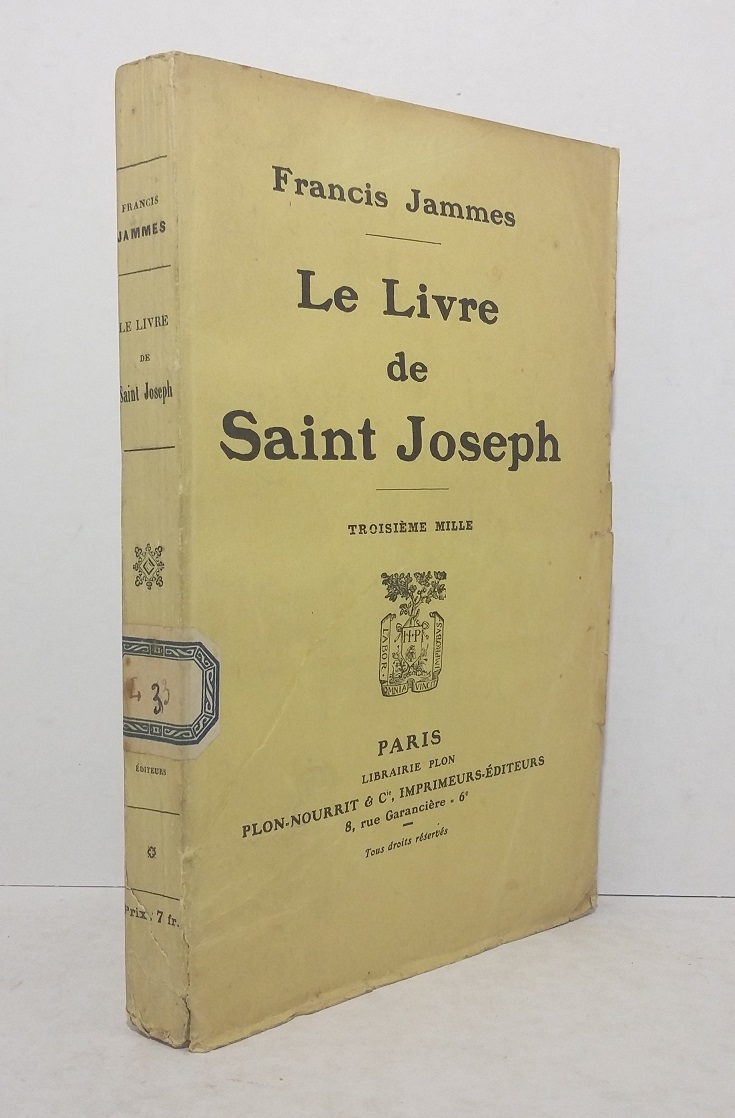 FRANCIS
JAMMES
LE LIVRE
DE
Saint Joseph
ÉDITEURS
Prix : 7 fr.
Francis Jammes
Le Livre
de
Saint Joseph
TROISIÈME MILLE
LABOR
H·P
IMPROBVS
OMNIA VINCIT
PARIS
LIBRAIRIE PLON
PLON-NOURRIT & Cie, IMPRIMEURS-ÉDITEURS
8, rue Garancière - 6e
Tous droits réservés